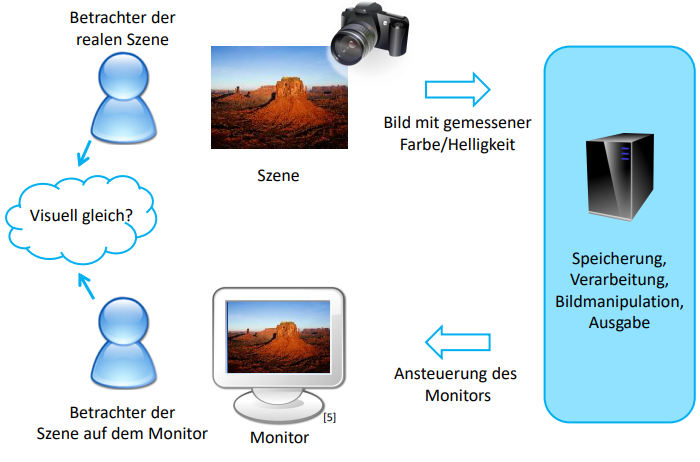 Betrachter der
realen Szene
Szene
Bild mit gemessener
Farbe/Helligkeit
Visuell gleich?
Speicherung,
Verarbeitung,
Bildmanipulation,
Ausgabe
Ansteuerung des
Monitors
Betrachter der
Szene auf dem Monitor
Monitor
[5]